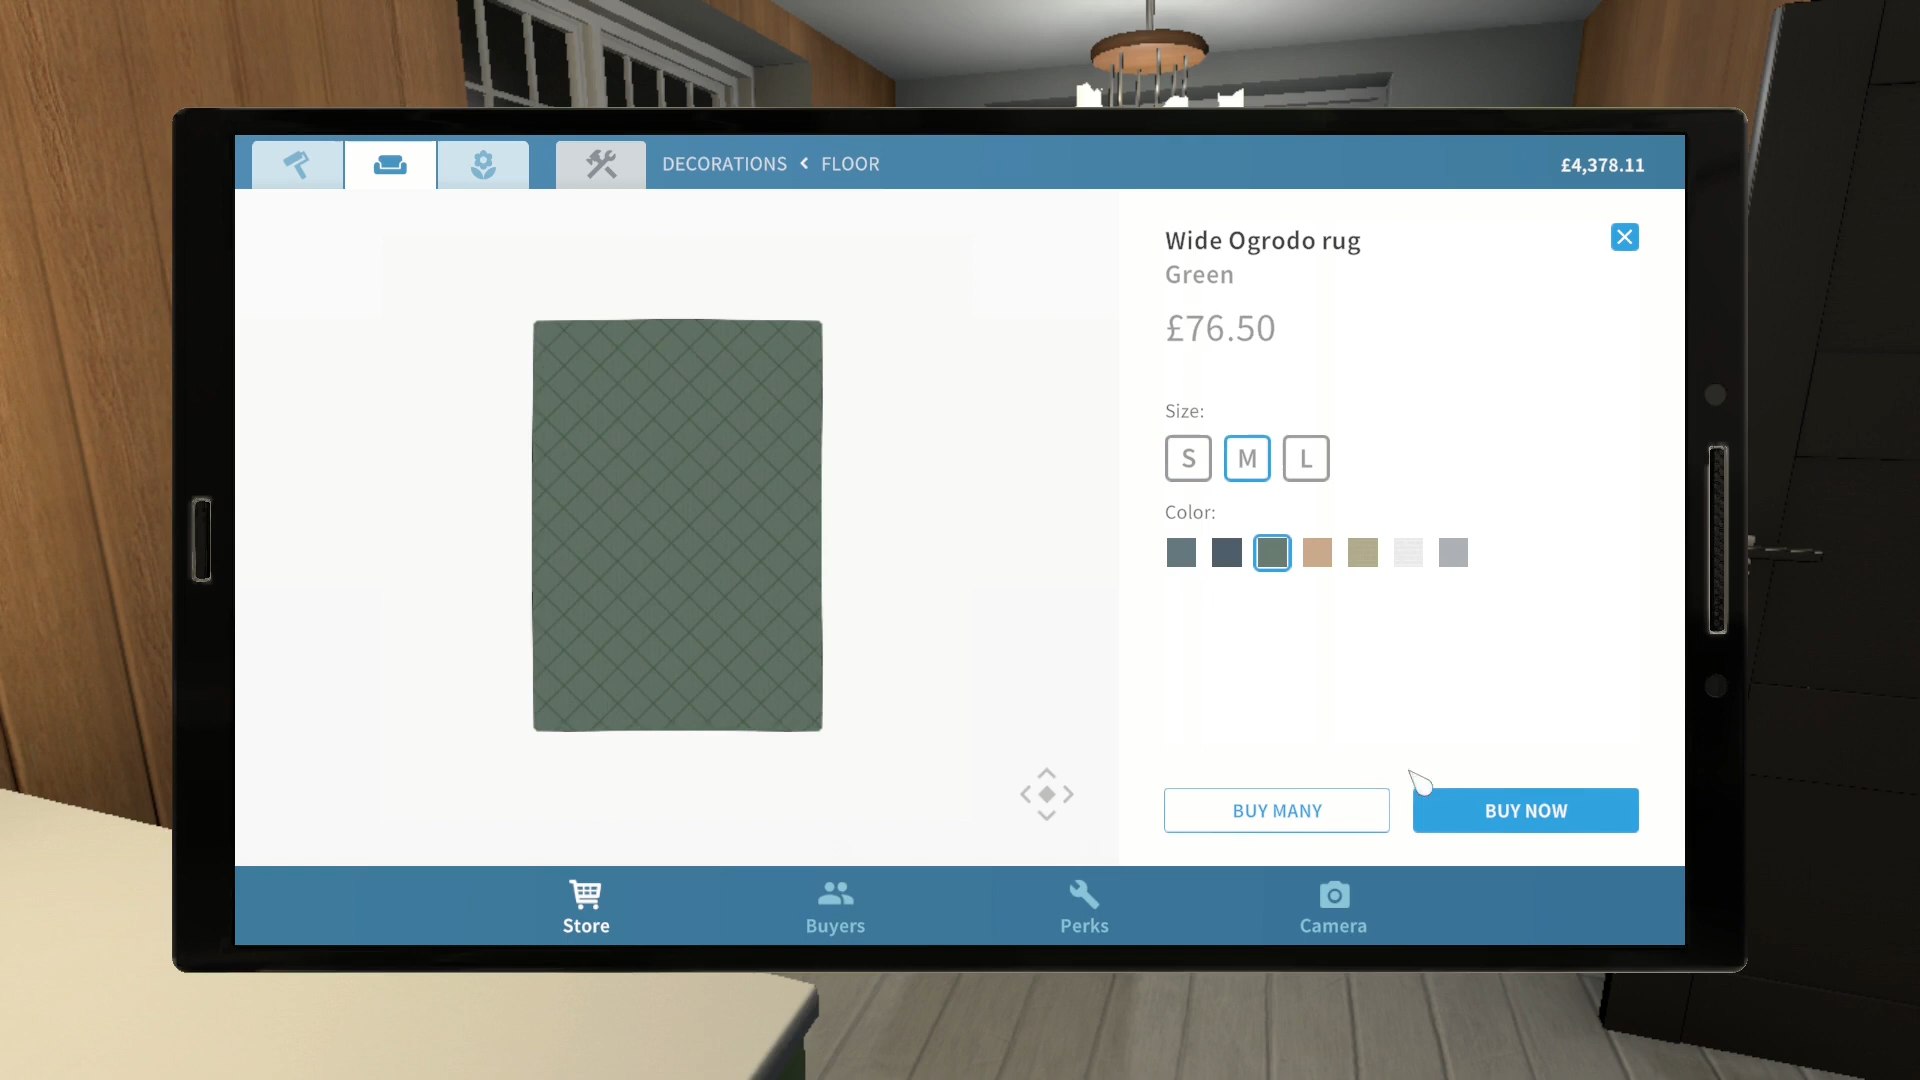 DECORATIONS < FLOOR
£4,378.11
Wide Ogrodo rug
Green
£76.50
Size:
S M L
Color:
BUY MANY
BUY NOW
Store
Buyers
Perks
Camera